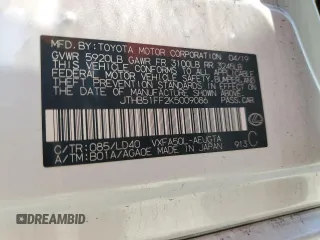 MFD. BY: TOYOTA MOTOR CORPORATION 04/19
GVWR 5920LB GAWR FR 3100LB RR 3245LB
THIS VEHICLE CONFORMS TO ALL APPLICABLE
FEDERAL MOTOR VEHICLE SAFETY, BUMPER, AND
THEFT PREVENTION STANDARDS IN EFFECT ON THE
DATE OF MANUFACTURE SHOWN ABOVE.
JTHB51FF2K5009086 PASS. CAR
C/TR: 085/LD40 VXFA50L-AEUGTA
A/TM: B01A/AGA0E MADE IN JAPAN 913 C
DREAMBID